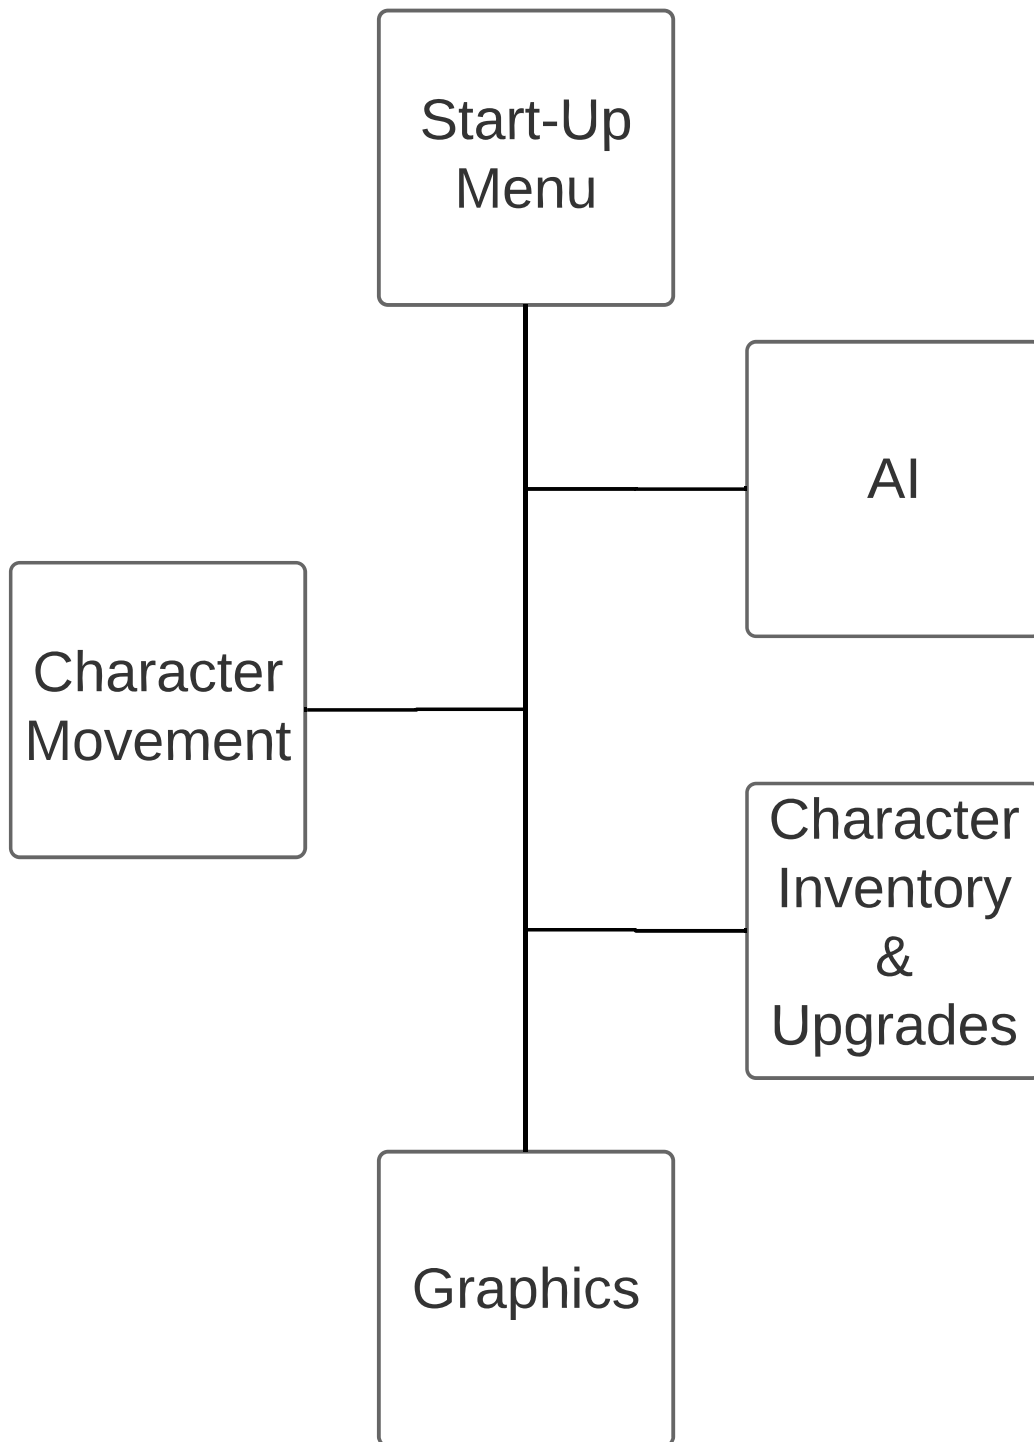 Start-Up
Menu
AI
Character
Movement
Character
Inventory
&
Upgrades
Graphics